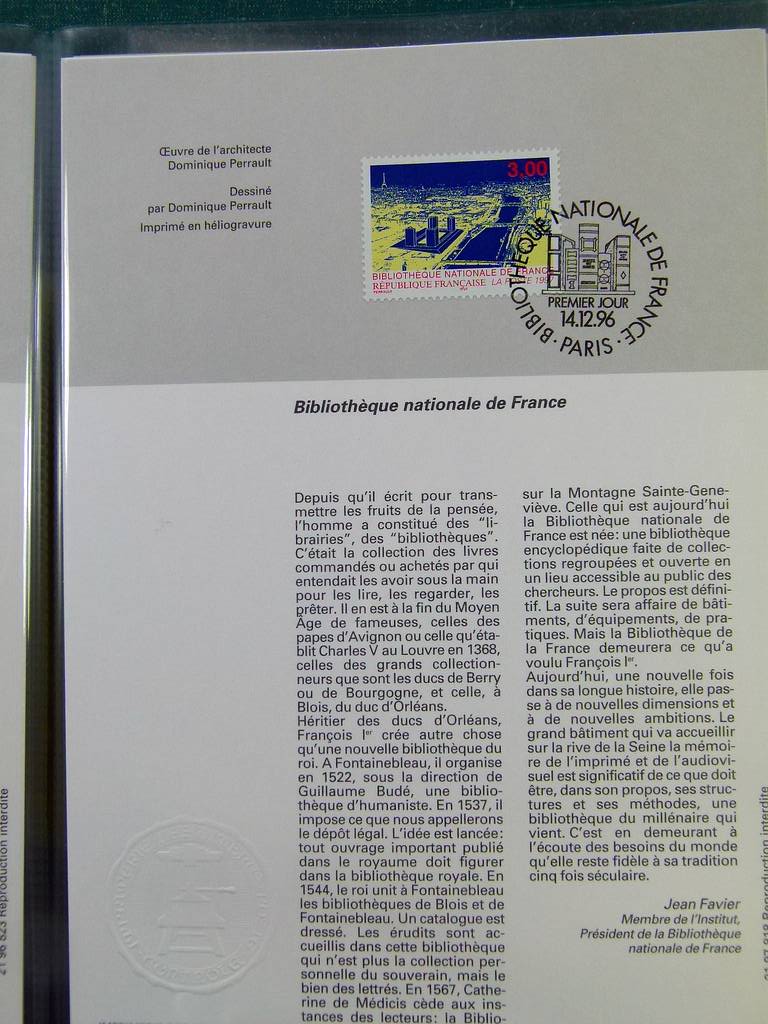 Œuvre de l'architecte
Dominique Perrault
Dessiné
par Dominique Perrault
Imprimé en héliogravure
3,00
BIBLIOTHÈQUE NATIONALE DE FRANCE
RÉPUBLIQUE FRANÇAISE LA POSTE 199
PERRAULT
BIBLIOTHEQUE NATIONALE DE FRANCE
PREMIER JOUR
14.12.96
· PARIS ·
Bibliothèque nationale de France
Depuis qu'il écrit pour trans-
mettre les fruits de la pensée,
l'homme a constitué des "li-
brairies", des "bibliothèques".
C'était la collection des livres
commandés ou achetés par qui
entendait les avoir sous la main
pour les lire, les regarder, les
prêter. Il en est à la fin du Moyen
Âge de fameuses, celles des
papes d'Avignon ou celle qu'éta-
blit Charles V au Louvre en 1368,
celles des grands collection-
neurs que sont les ducs de Berry
ou de Bourgogne, et celle, à
Blois, du duc d'Orléans.
Héritier des ducs d'Orléans,
François Ier crée autre chose
qu'une nouvelle bibliothèque du
roi. A Fontainebleau, il organise
en 1522, sous la direction de
Guillaume Budé, une biblio-
thèque d'humaniste. En 1537, il
impose ce que nous appellerons
le dépôt légal. L'idée est lancée:
tout ouvrage important publié
dans le royaume doit figurer
dans la bibliothèque royale. En
1544, le roi unit à Fontainebleau
les bibliothèques de Blois et de
Fontainebleau. Un catalogue est
dressé. Les érudits sont ac-
cueillis dans cette bibliothèque
qui n'est plus la collection per-
sonnelle du souverain, mais le
bien des lettrés. En 1567, Cathe-
rine de Médicis cède aux ins-
tances des lecteurs: la Biblio-
sur la Montagne Sainte-Gene-
viève. Celle qui est aujourd'hui
la Bibliothèque nationale de
France est née: une bibliothèque
encyclopédique faite de collec-
tions regroupées et ouverte en
un lieu accessible au public des
chercheurs. Le propos est défini-
tif. La suite sera affaire de bâti-
ments, d'équipements, de pra-
tiques. Mais la Bibliothèque de
la France demeurera ce qu'a
voulu François Ier.
Aujourd'hui, une nouvelle fois
dans sa longue histoire, elle pas-
se à de nouvelles dimensions et
à de nouvelles ambitions. Le
grand bâtiment qui va accueillir
sur la rive de la Seine la mémoi-
re de l'imprimé et de l'audiovi-
suel est significatif de ce que doit
être, dans son propos, ses struc-
tures et ses méthodes, une
bibliothèque du millénaire qui
vient. C'est en demeurant à
l'écoute des besoins du monde
qu'elle reste fidèle à sa tradition
cinq fois séculaire.
Jean Favier
Membre de l'Institut,
Président de la Bibliothèque
nationale de France
21 96 823 Reproduction interdite
Reproduction interdite